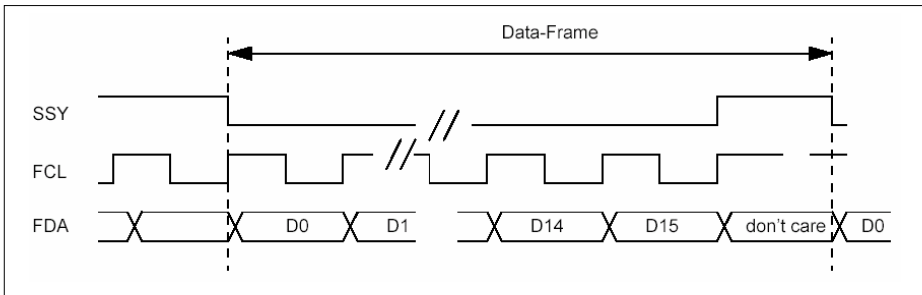 Data-Frame
SSY
FCL
FDA
D0
D1
D14
D15
don't care
D0